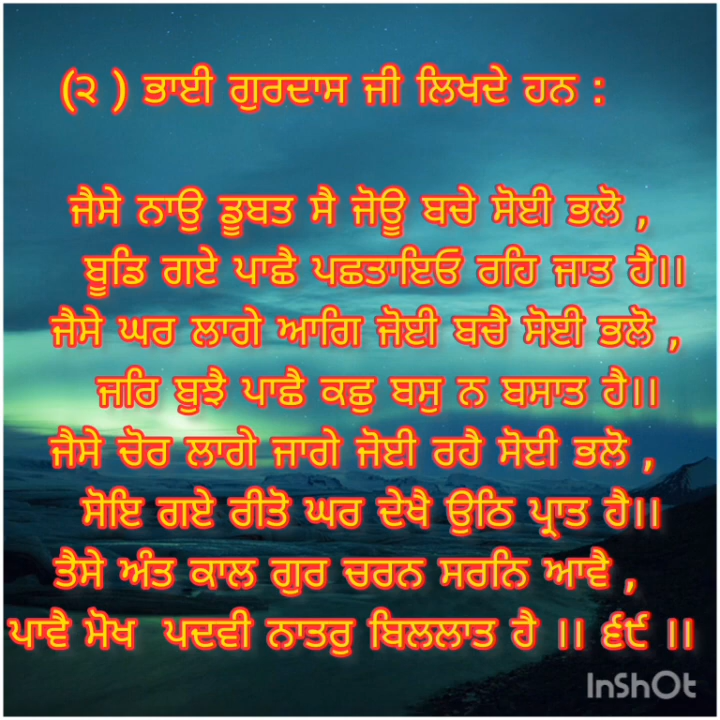 (੨ ) ਭਾਈ ਗੁਰਦਾਸ ਜੀ ਲਿਖਦੇ ਹਨ :
ਜੈਸੇ ਨਾਉ ਡੂਬਤ ਸੈ ਜੋਊ ਬਚੇ ਸੋਈ ਭਲੋ ,
ਬੂਡਿ ਗਏ ਪਾਛੈ ਪਛਤਾਇਓ ਰਹਿ ਜਾਤ ਹੈ।।
ਜੈਸੇ ਘਰ ਲਾਗੇ ਆਗਿ ਜੋਈ ਬਚੈ ਸੋਈ ਭਲੋ ,
ਜਰਿ ਬੁਝੈ ਪਾਛੈ ਕਛੁ ਬਸੁ ਨ ਬਸਾਤ ਹੈ।।
ਜੈਸੇ ਚੋਰ ਲਾਗੇ ਜਾਗੇ ਜੋਈ ਰਹੈ ਸੋਈ ਭਲੋ ,
ਸੋਇ ਗਏ ਰੀਤੋ ਘਰ ਦੇਖੈ ਉਠਿ ਪ੍ਰਾਤ ਹੈ।।
ਤੈਸੇ ਅੰਤ ਕਾਲ ਗੁਰ ਚਰਨ ਸਰਨਿ ਆਵੈ ,
ਪਾਵੈ ਮੋਖ ਪਦਵੀ ਨਾਤਰੁ ਬਿਲਲਾਤ ਹੈ ।। ੬੯ ।।
InShOt